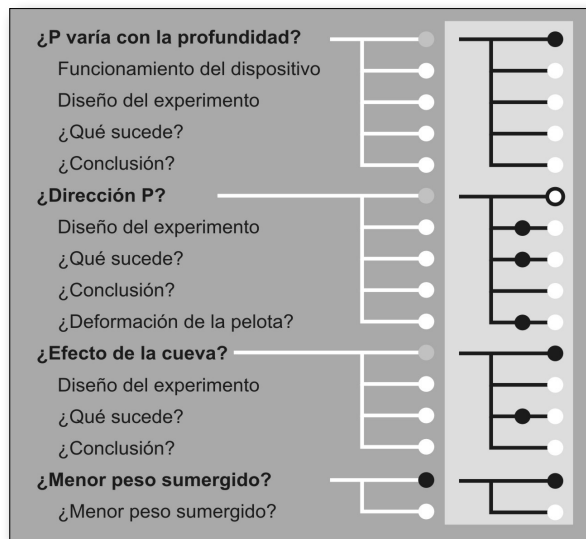 ¿P varía con la profundidad?
Funcionamiento del dispositivo
Diseño del experimento
¿Qué sucede?
¿Conclusión?
¿Dirección P?
Diseño del experimento
¿Qué sucede?
¿Conclusión?
¿Deformación de la pelota?
¿Efecto de la cueva?
Diseño del experimento
¿Qué sucede?
¿Conclusión?
¿Menor peso sumergido?
¿Menor peso sumergido?